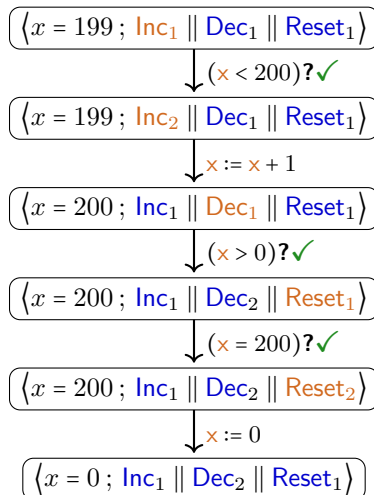 ⟨x = 199 ; Inc₁ || Dec₁ || Reset₁⟩
(x < 200)?✓
⟨x = 199 ; Inc₂ || Dec₁ || Reset₁⟩
x := x + 1
⟨x = 200 ; Inc₁ || Dec₁ || Reset₁⟩
(x > 0)?✓
⟨x = 200 ; Inc₁ || Dec₂ || Reset₁⟩
(x = 200)?✓
⟨x = 200 ; Inc₁ || Dec₂ || Reset₂⟩
x := 0
⟨x = 0 ; Inc₁ || Dec₂ || Reset₁⟩